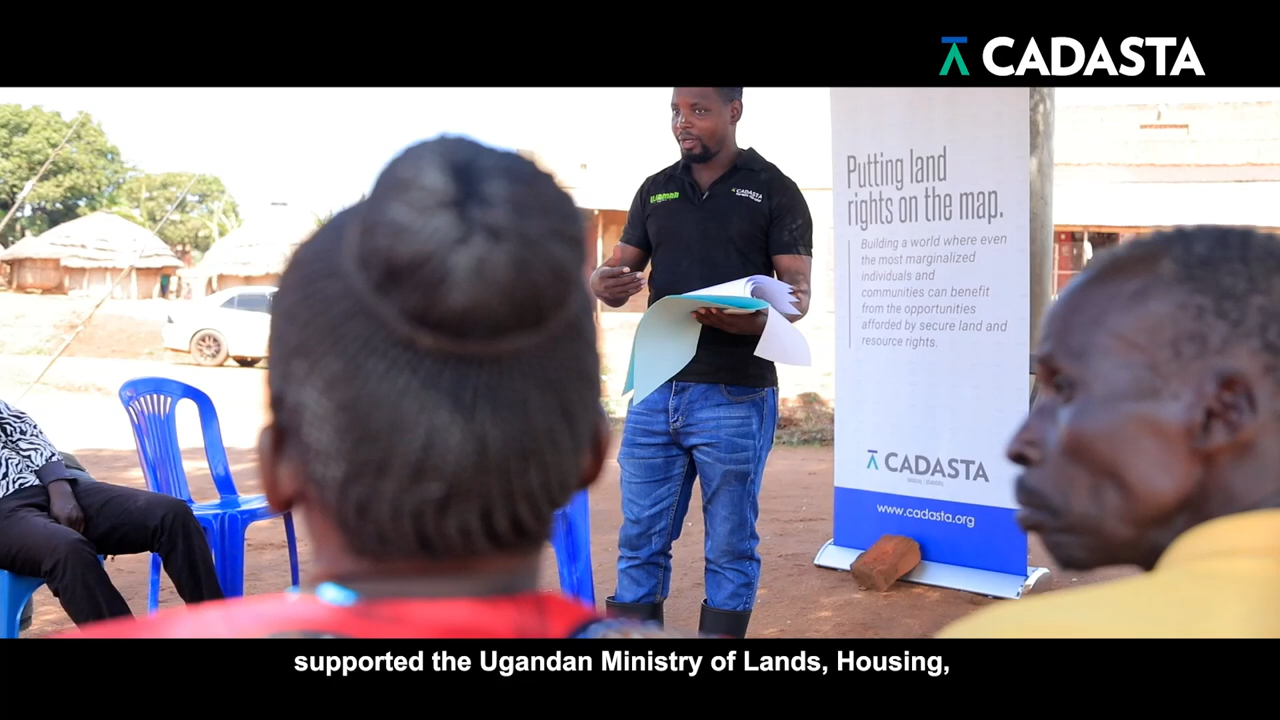 CADASTA
CADASTA
Putting land
rights on the map.
Building a world where even
the most marginalized
individuals and
communities can benefit
from the opportunities
afforded by secure land and
resource rights.
CADASTA
www.cadasta.org
supported the Ugandan Ministry of Lands, Housing,